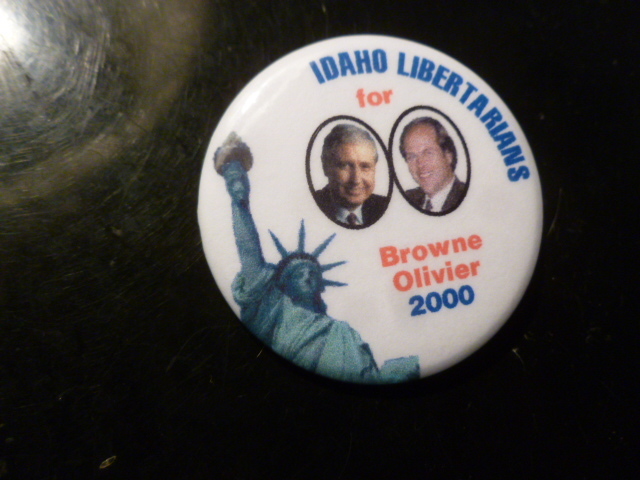 IDAHO LIBERTARIANS
for
Browne
Olivier
2000